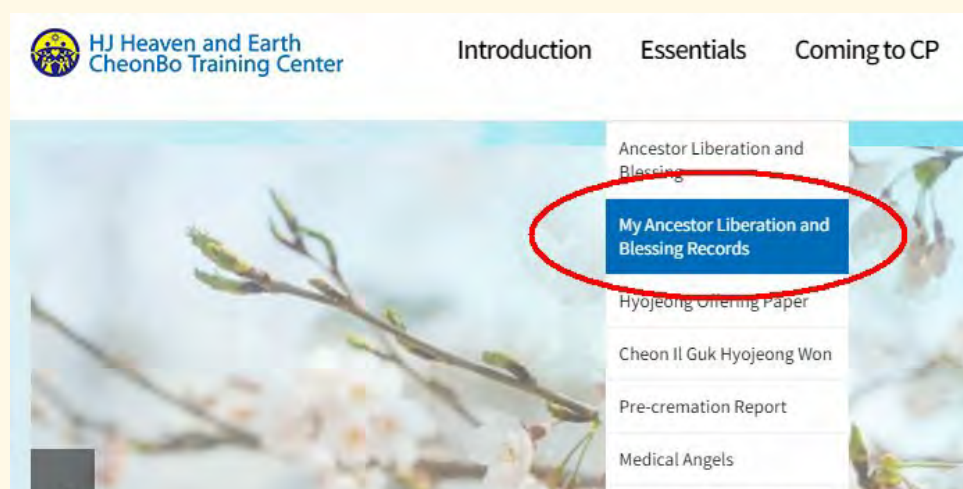 HJ Heaven and Earth
CheonBo Training Center
Introduction
Essentials
Coming to CP
Ancestor Liberation and
Blessing
My Ancestor Liberation and
Blessing Records
Hyojeong Offering Paper
Cheon Il Guk Hyojeong Won
Pre-cremation Report
Medical Angels